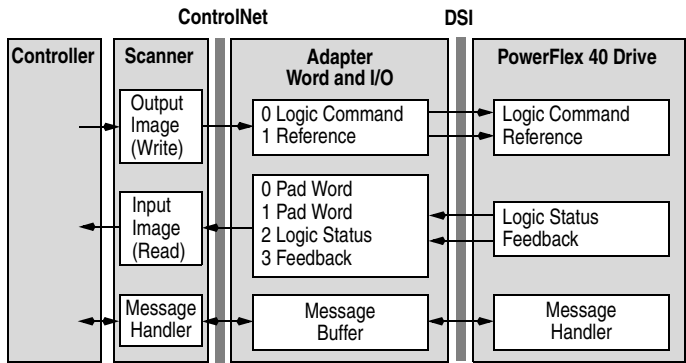 ControlNet
DSI
Controller
Scanner
Adapter
Word and I/O
PowerFlex 40 Drive
Output
Image
(Write)
0 Logic Command
1 Reference
Logic Command
Reference
Input
Image
(Read)
0 Pad Word
1 Pad Word
2 Logic Status
3 Feedback
Logic Status
Feedback
Message
Handler
Message
Buffer
Message
Handler